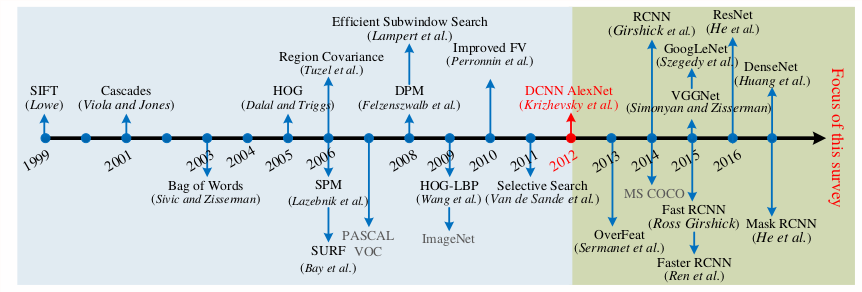 Efficient Subwindow Search
(Lampert et al.)
RCNN
(Girshick et al.)
ResNet
(He et al.)
Region Covariance
(Tuzel et al.)
Improved FV
(Perronnin et al.)
GoogLeNet
(Szegedy et al.)
DenseNet
(Huang et al.)
SIFT
(Lowe)
Cascades
(Viola and Jones)
HOG
(Dalal and Triggs)
DPM
(Felzenszwalb et al.)
DCNN AlexNet
(Krizhevsky et al.)
VGGNet
(Simonyan and Zisserman)
Focus of this survey
1999
2001
2003
2004
2005
2006
2008
2009
2010
2011
2012
2013
2014
2015
2016
Bag of Words
(Sivic and Zisserman)
SPM
(Lazebnik et al.)
HOG-LBP
(Wang et al.)
Selective Search
(Van de Sande et al.)
MS COCO
SURF
(Bay et al.)
PASCAL
VOC
ImageNet
OverFeat
(Sermanet et al.)
Fast RCNN
(Ross Girshick)
Faster RCNN
(Ren et al.)
Mask RCNN
(He et al.)